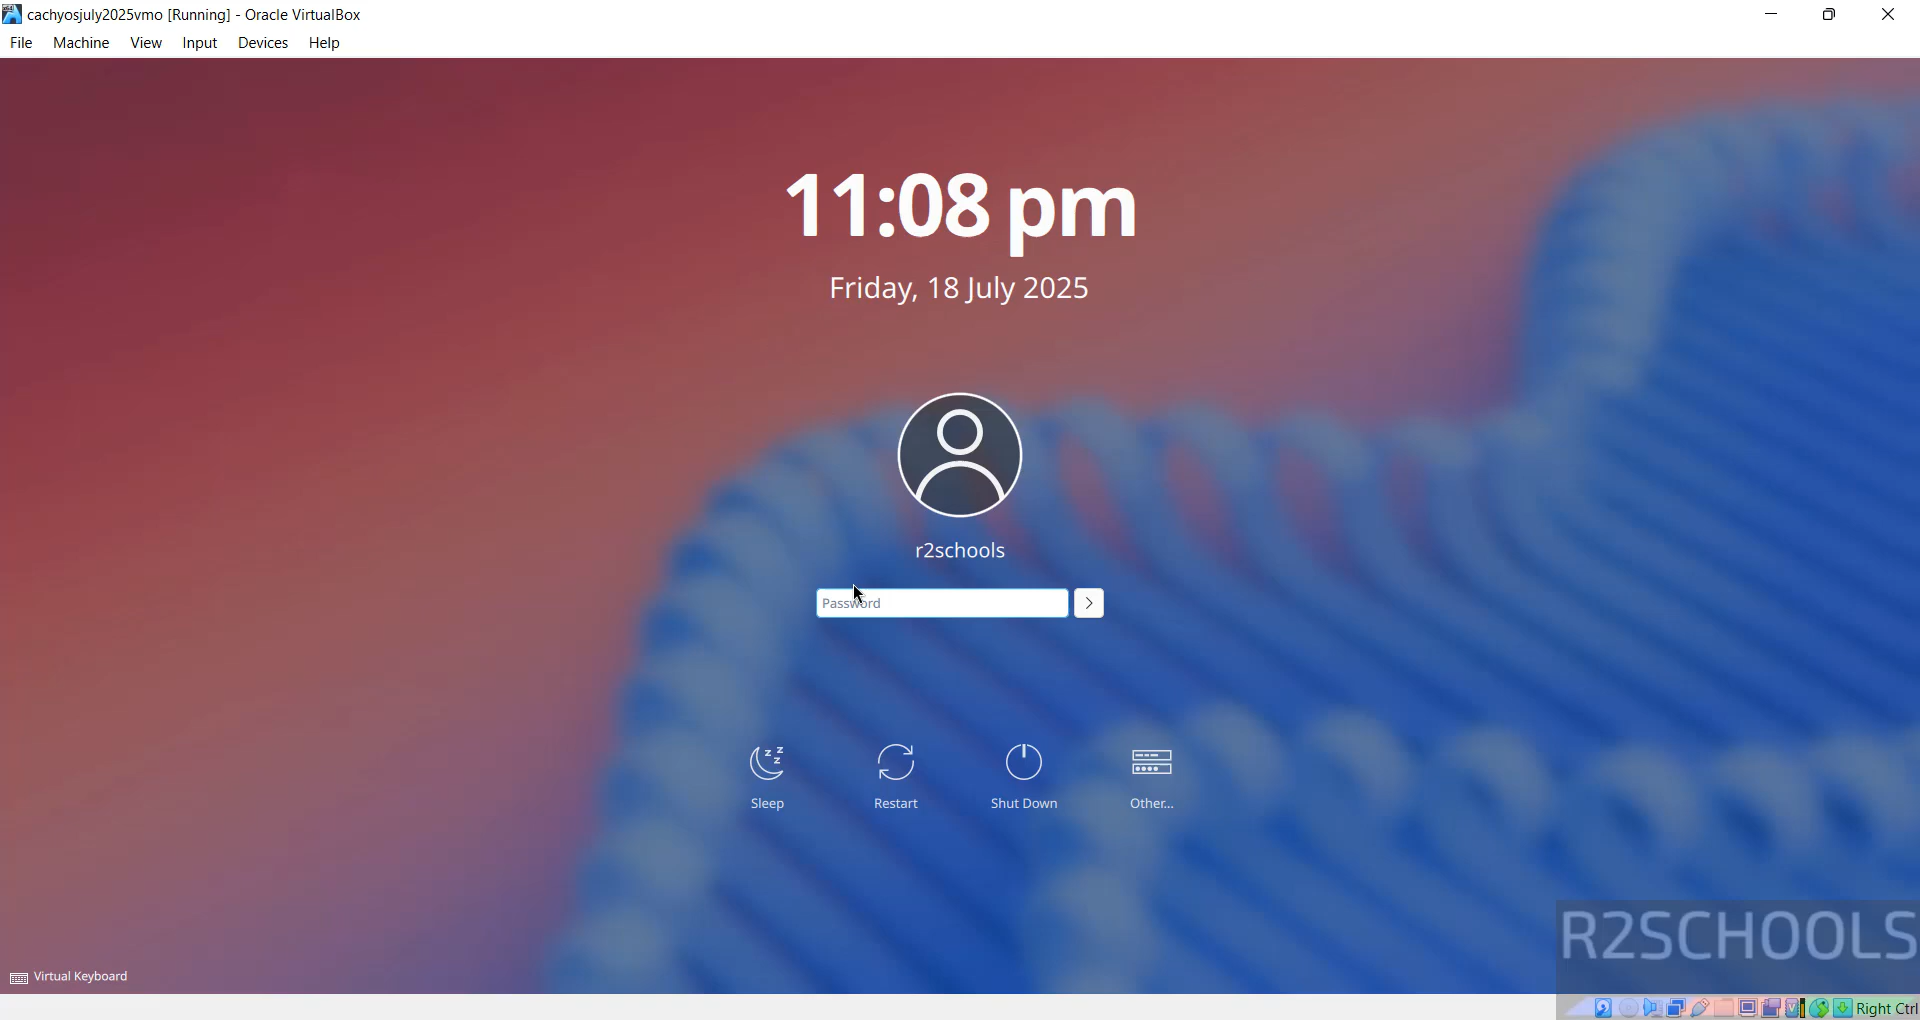 cachyosjuly2025vmo [Running] - Oracle VirtualBox
File Machine View Input Devices Help
11:08 pm
Friday, 18 July 2025
r2schools
Password
Sleep Restart Shut Down Other...
R2SCHOOLS
Virtual Keyboard
Right Ctrl